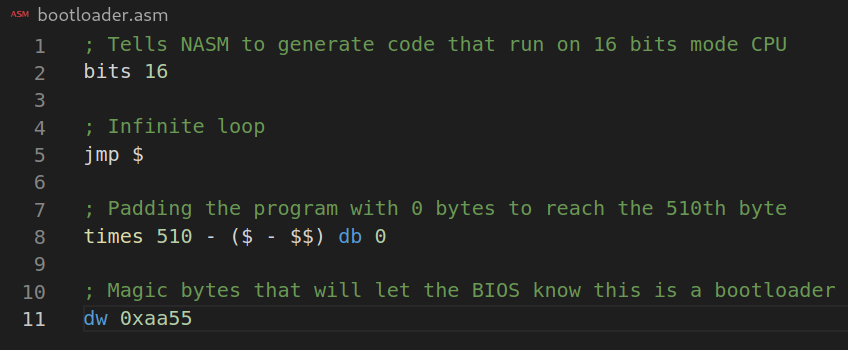 ASM bootloader.asm
1 ; Tells NASM to generate code that run on 16 bits mode CPU
2 bits 16
3
4 ; Infinite loop
5 jmp $
6
7 ; Padding the program with 0 bytes to reach the 510th byte
8 times 510 - ($ - $$) db 0
9
10 ; Magic bytes that will let the BIOS know this is a bootloader
11 dw 0xaa55